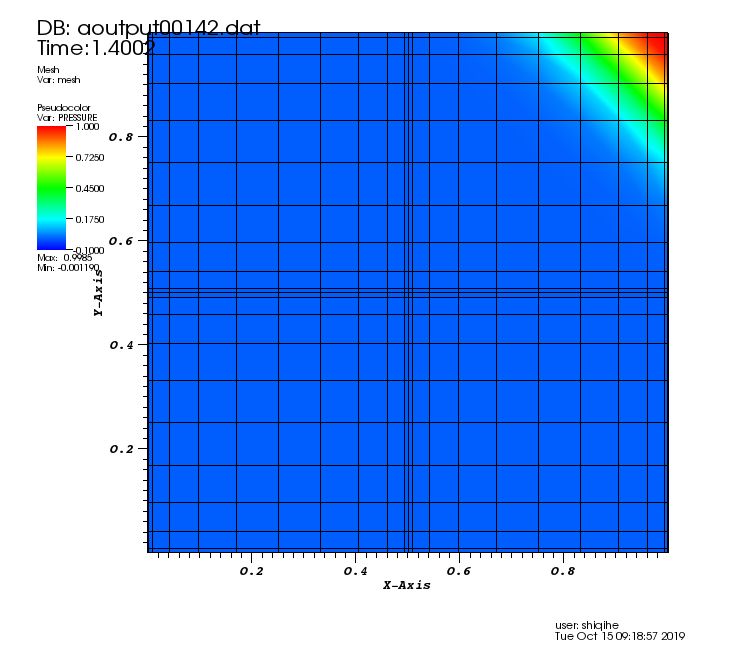 DB: aoutput00142.dat
Time:1.4002
Mesh
Var: mesh
Pseudocolor
Var: PRESSURE
1.000
0.7250
0.4500
0.1750
-0.1000
Max: 0.9985
Min: -0.001190
Y-Axis
0.8
0.6
0.4
0.2
0.2 0.4 0.6 0.8
X-Axis
user: shiqihe
Tue Oct 15 09:18:57 2019